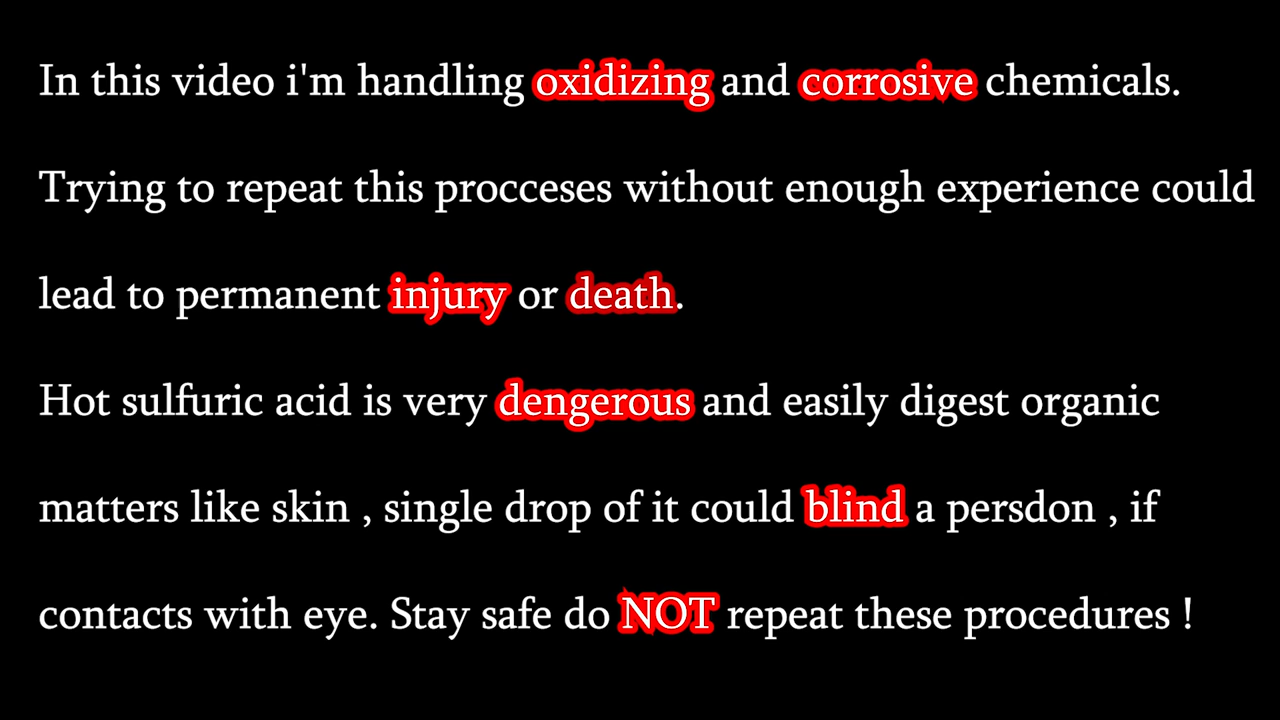 In this video i'm handling oxidizing and corrosive chemicals.
Trying to repeat this procceses without enough experience could
lead to permanent injury or death.
Hot sulfuric acid is very dengerous and easily digest organic
matters like skin , single drop of it could blind a persdon , if
contacts with eye. Stay safe do NOT repeat these procedures !